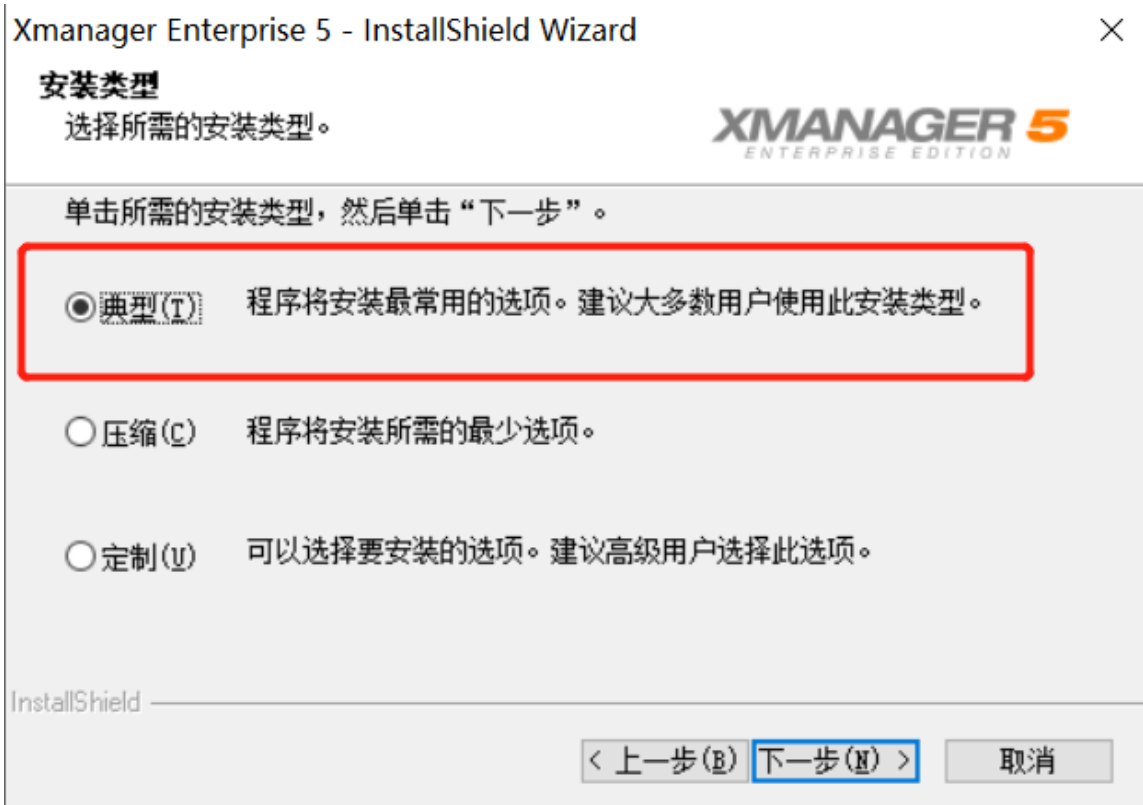 Xmanager Enterprise 5 - InstallShield Wizard
安装类型
选择所需的安装类型。
XMANAGER 5
ENTERPRISE EDITION
单击所需的安装类型，然后单击“下一步”。
典型(T) 程序将安装最常用的选项。建议大多数用户使用此安装类型。
压缩(C) 程序将安装所需的最少选项。
定制(U) 可以选择要安装的选项。建议高级用户选择此选项。
InstallShield
< 上一步(B) 下一步(N) > 取消